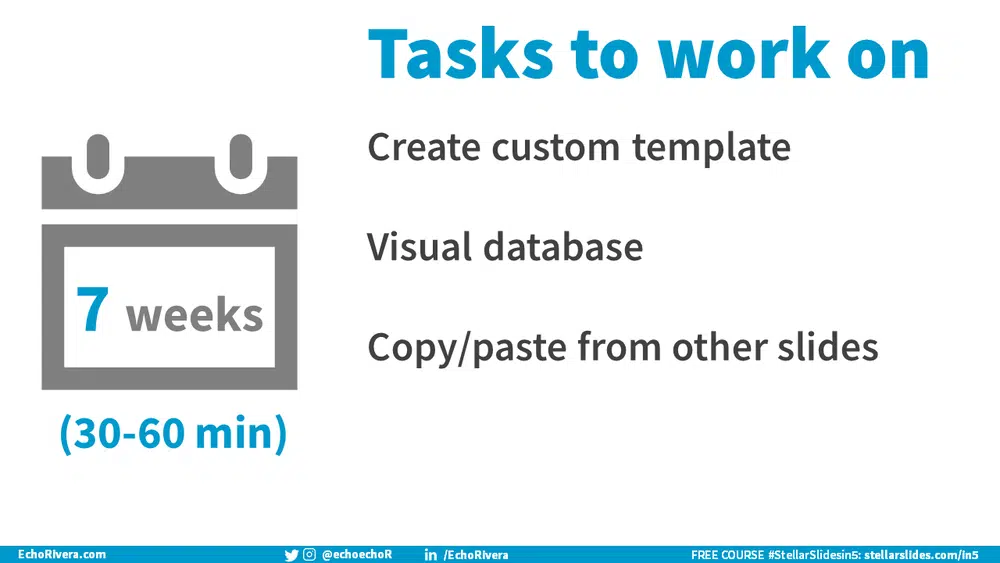 Tasks to work on
Create custom template
Visual database
Copy/paste from other slides
7 weeks
(30-60 min)
EchoRivera.com
@echoechoR
in /EchoRivera
FREE COURSE #StellarSlidesin5: stellarslides.com/in5